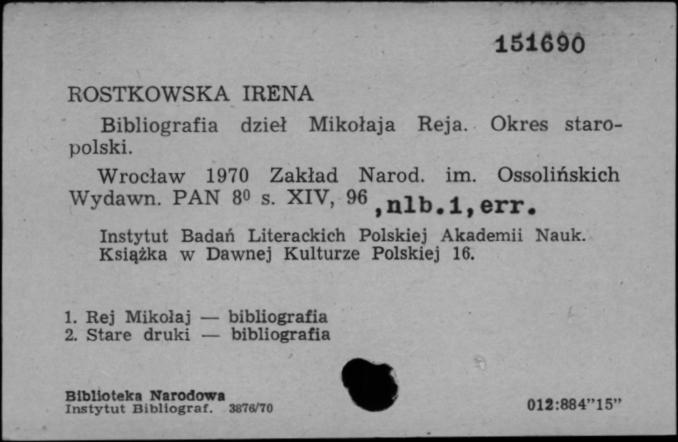 151690
ROSTKOWSKA IRENA
Bibliografia dzieł Mikołaja Reja. Okres staro-
polski.
Wrocław 1970 Zakład Narod. im. Ossolińskich
Wydawn. PAN 8⁰ s. XIV, 96 ,nlb.1,err.
Instytut Badań Literackich Polskiej Akademii Nauk.
Książka w Dawnej Kulturze Polskiej 16.
1. Rej Mikołaj — bibliografia
2. Stare druki — bibliografia
Biblioteka Narodowa
Instytut Bibliograf. 3876/70
012:884”15”